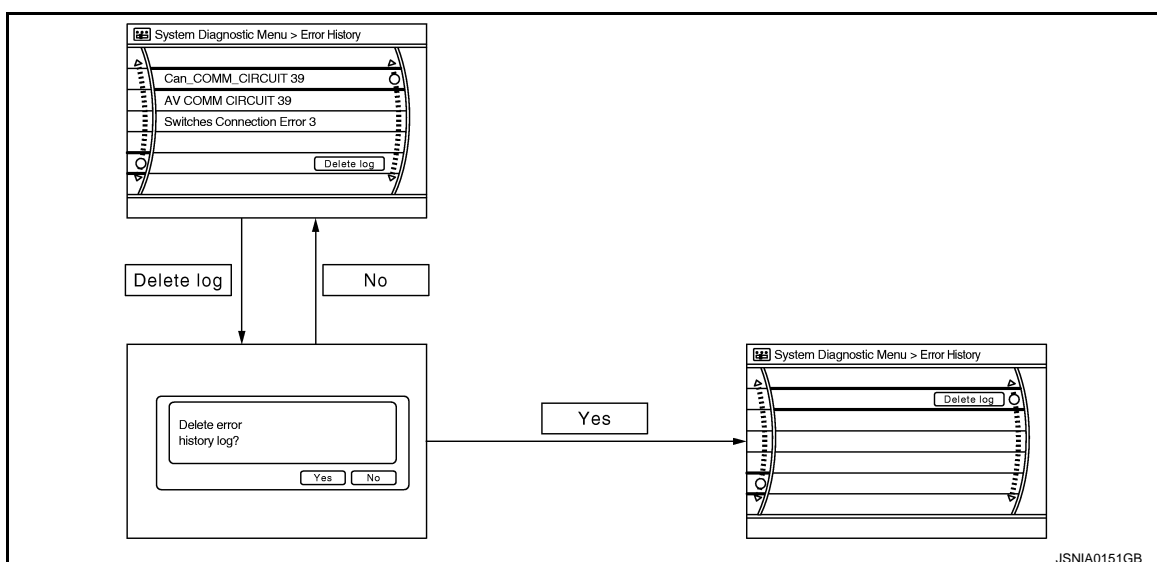 System Diagnostic Menu > Error History
Can_COMM_CIRCUIT 39
AV COMM CIRCUIT 39
Switches Connection Error 3
Delete log
Delete log
No
Delete error
history log?
Yes
No
Yes
System Diagnostic Menu > Error History
Delete log
JSNIA0151GB